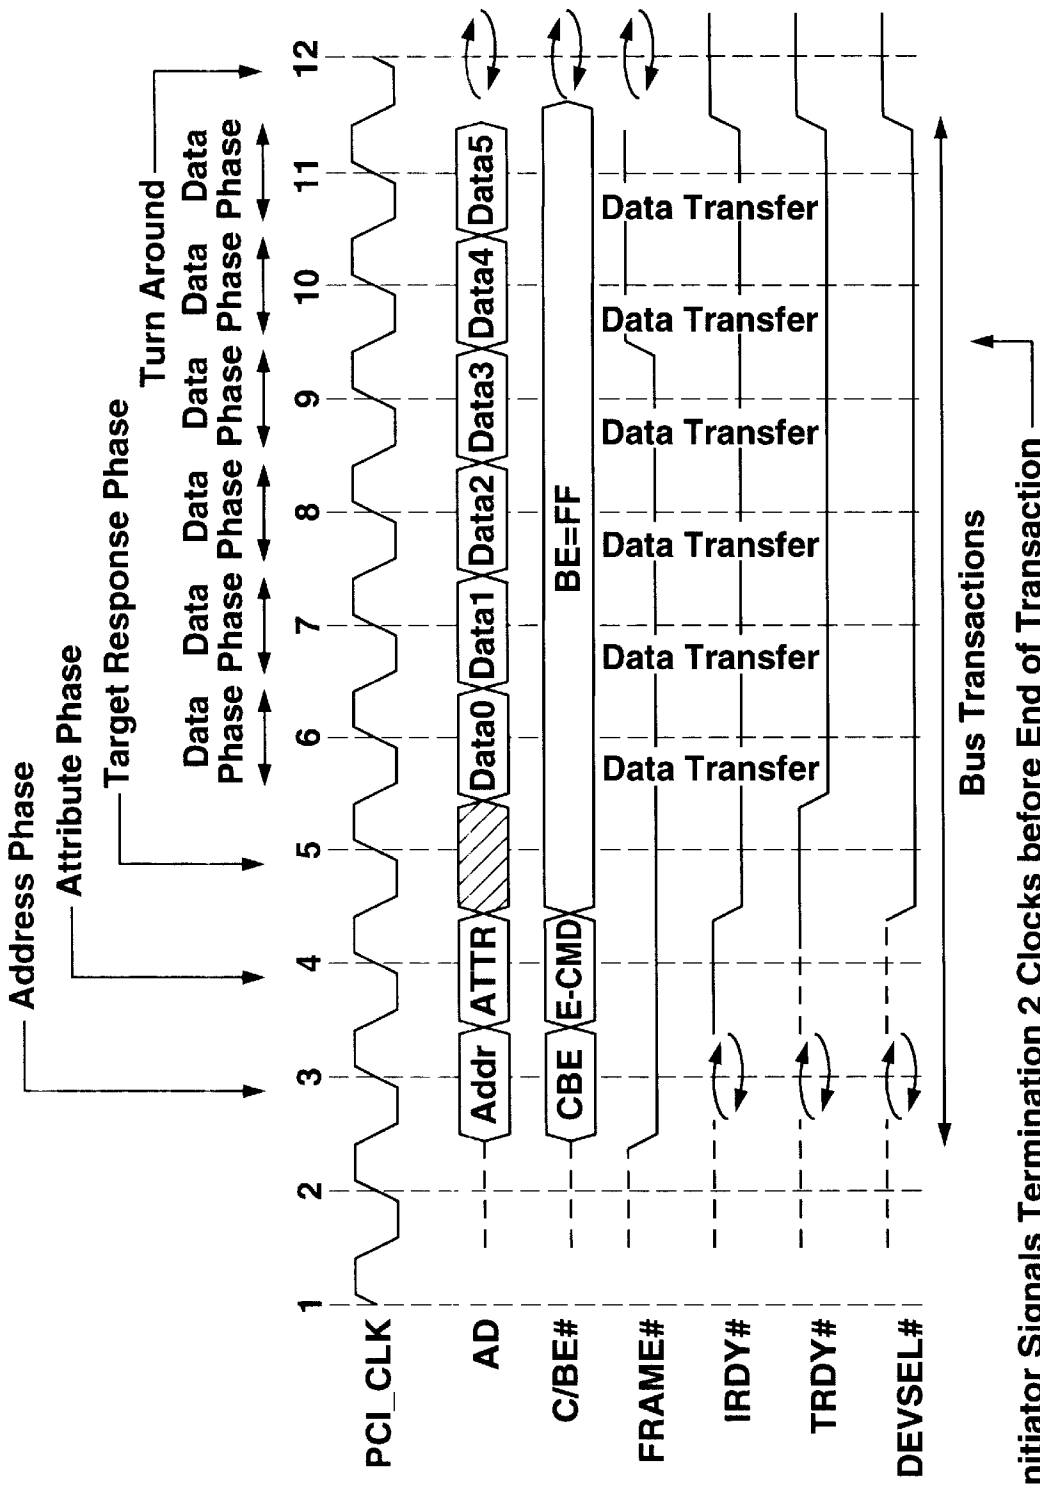 Address Phase
Attribute Phase
Target Response Phase
Turn Around
Data Data Data Data Data Data
Phase Phase Phase Phase Phase Phase
1 2 3 4 5 6 7 8 9 10 11 12
PCI_CLK
AD Addr ATTR Data0 Data1 Data2 Data3 Data4 Data5
C/BE# CBE E-CMD BE=FF
FRAME#
Data Transfer Data Transfer Data Transfer Data Transfer Data Transfer Data Transfer
IRDY#
TRDY#
DEVSEL#
Bus Transactions
nitiator Signals Termination 2 Clocks before End of Transaction